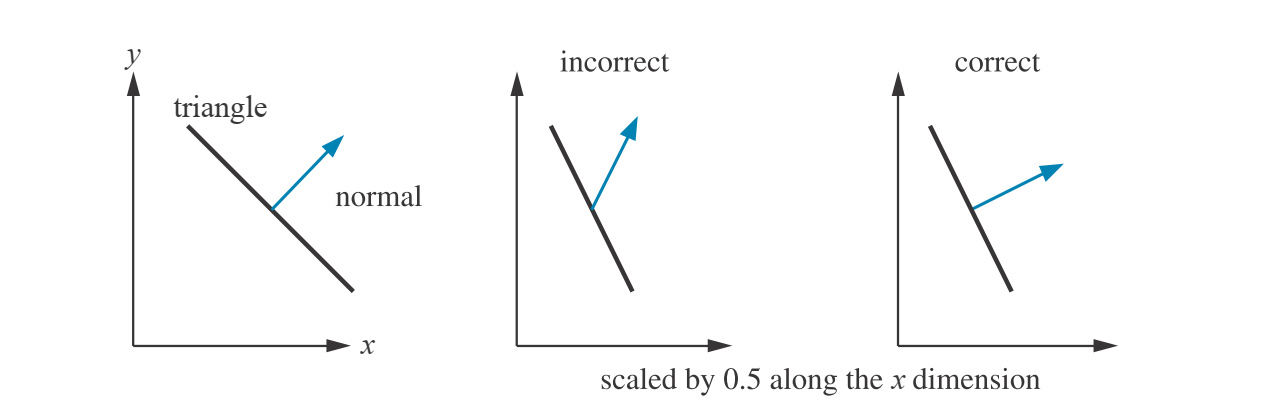 y
triangle
normal
x
incorrect
correct
scaled by 0.5 along the x dimension